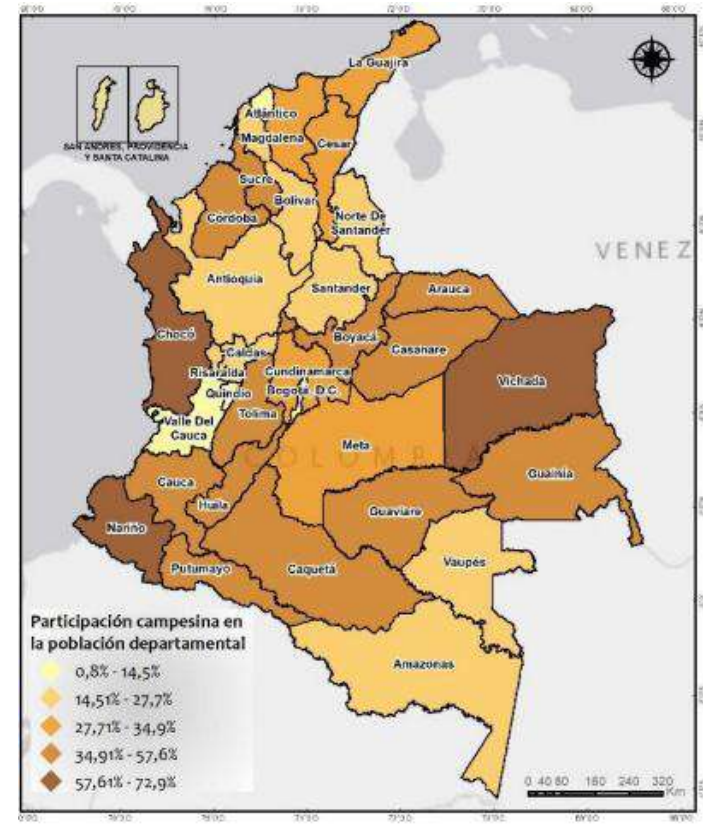 La Guajira
Atlántico
Magdalena
Cesar
SAN ANDRES, PROVIDENCIA
Y SANTA CATALINA
Sucre
Bolívar
Córdoba
Norte De
Santander
VENEZ
Antioquia
Santander
Arauca
Chocó
Boyacá
Caldas
Casanare
Risaralda
Cundinamarca
Vichada
Quindío
Bogotá D.C.
Tolima
Valle Del
Cauca
Meta
COLOMBIA
Guainía
Cauca
Huila
Guaviare
Nariño
Vaupés
Putumayo
Caquetá
Amazonas
Participación campesina en
la población departamental
0,8% - 14,5%
14,51% - 27,7%
27,71% - 34,9%
34,91% - 57,6%
57,61% - 72,9%
0 40 80 160 240 320
Km